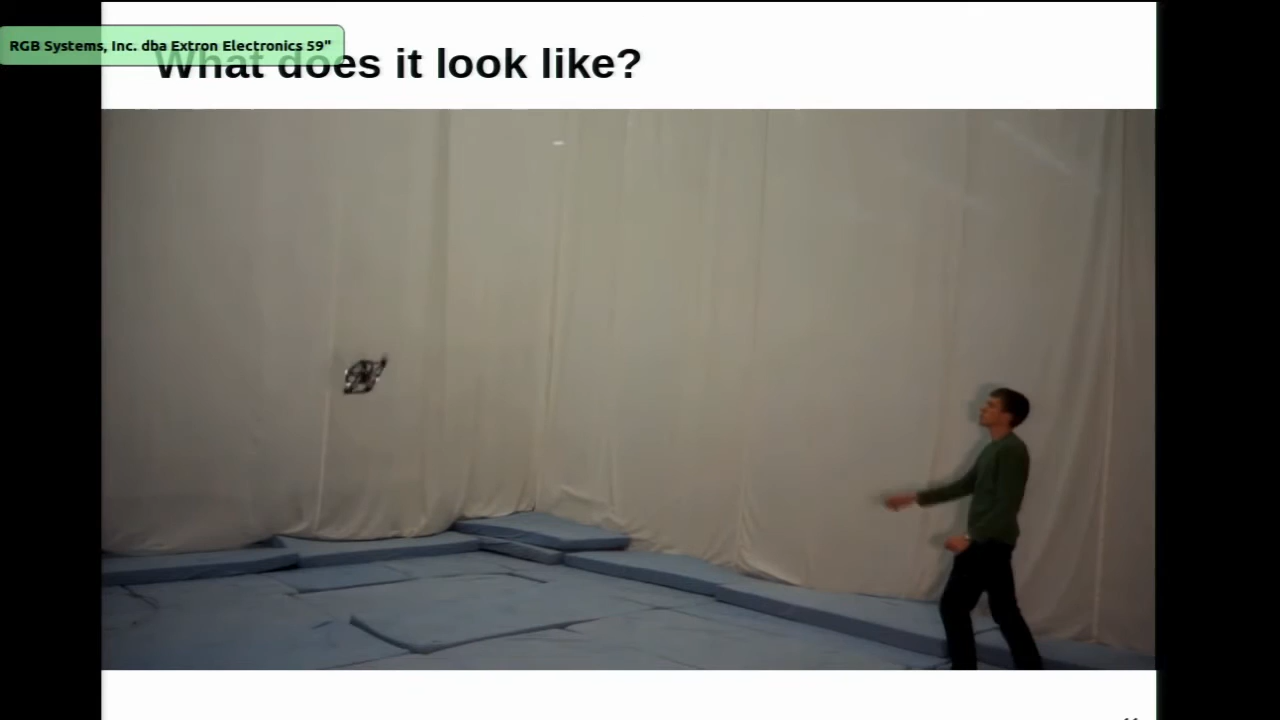 RGB Systems, Inc. dba Extron Electronics 59"
What does it look like?